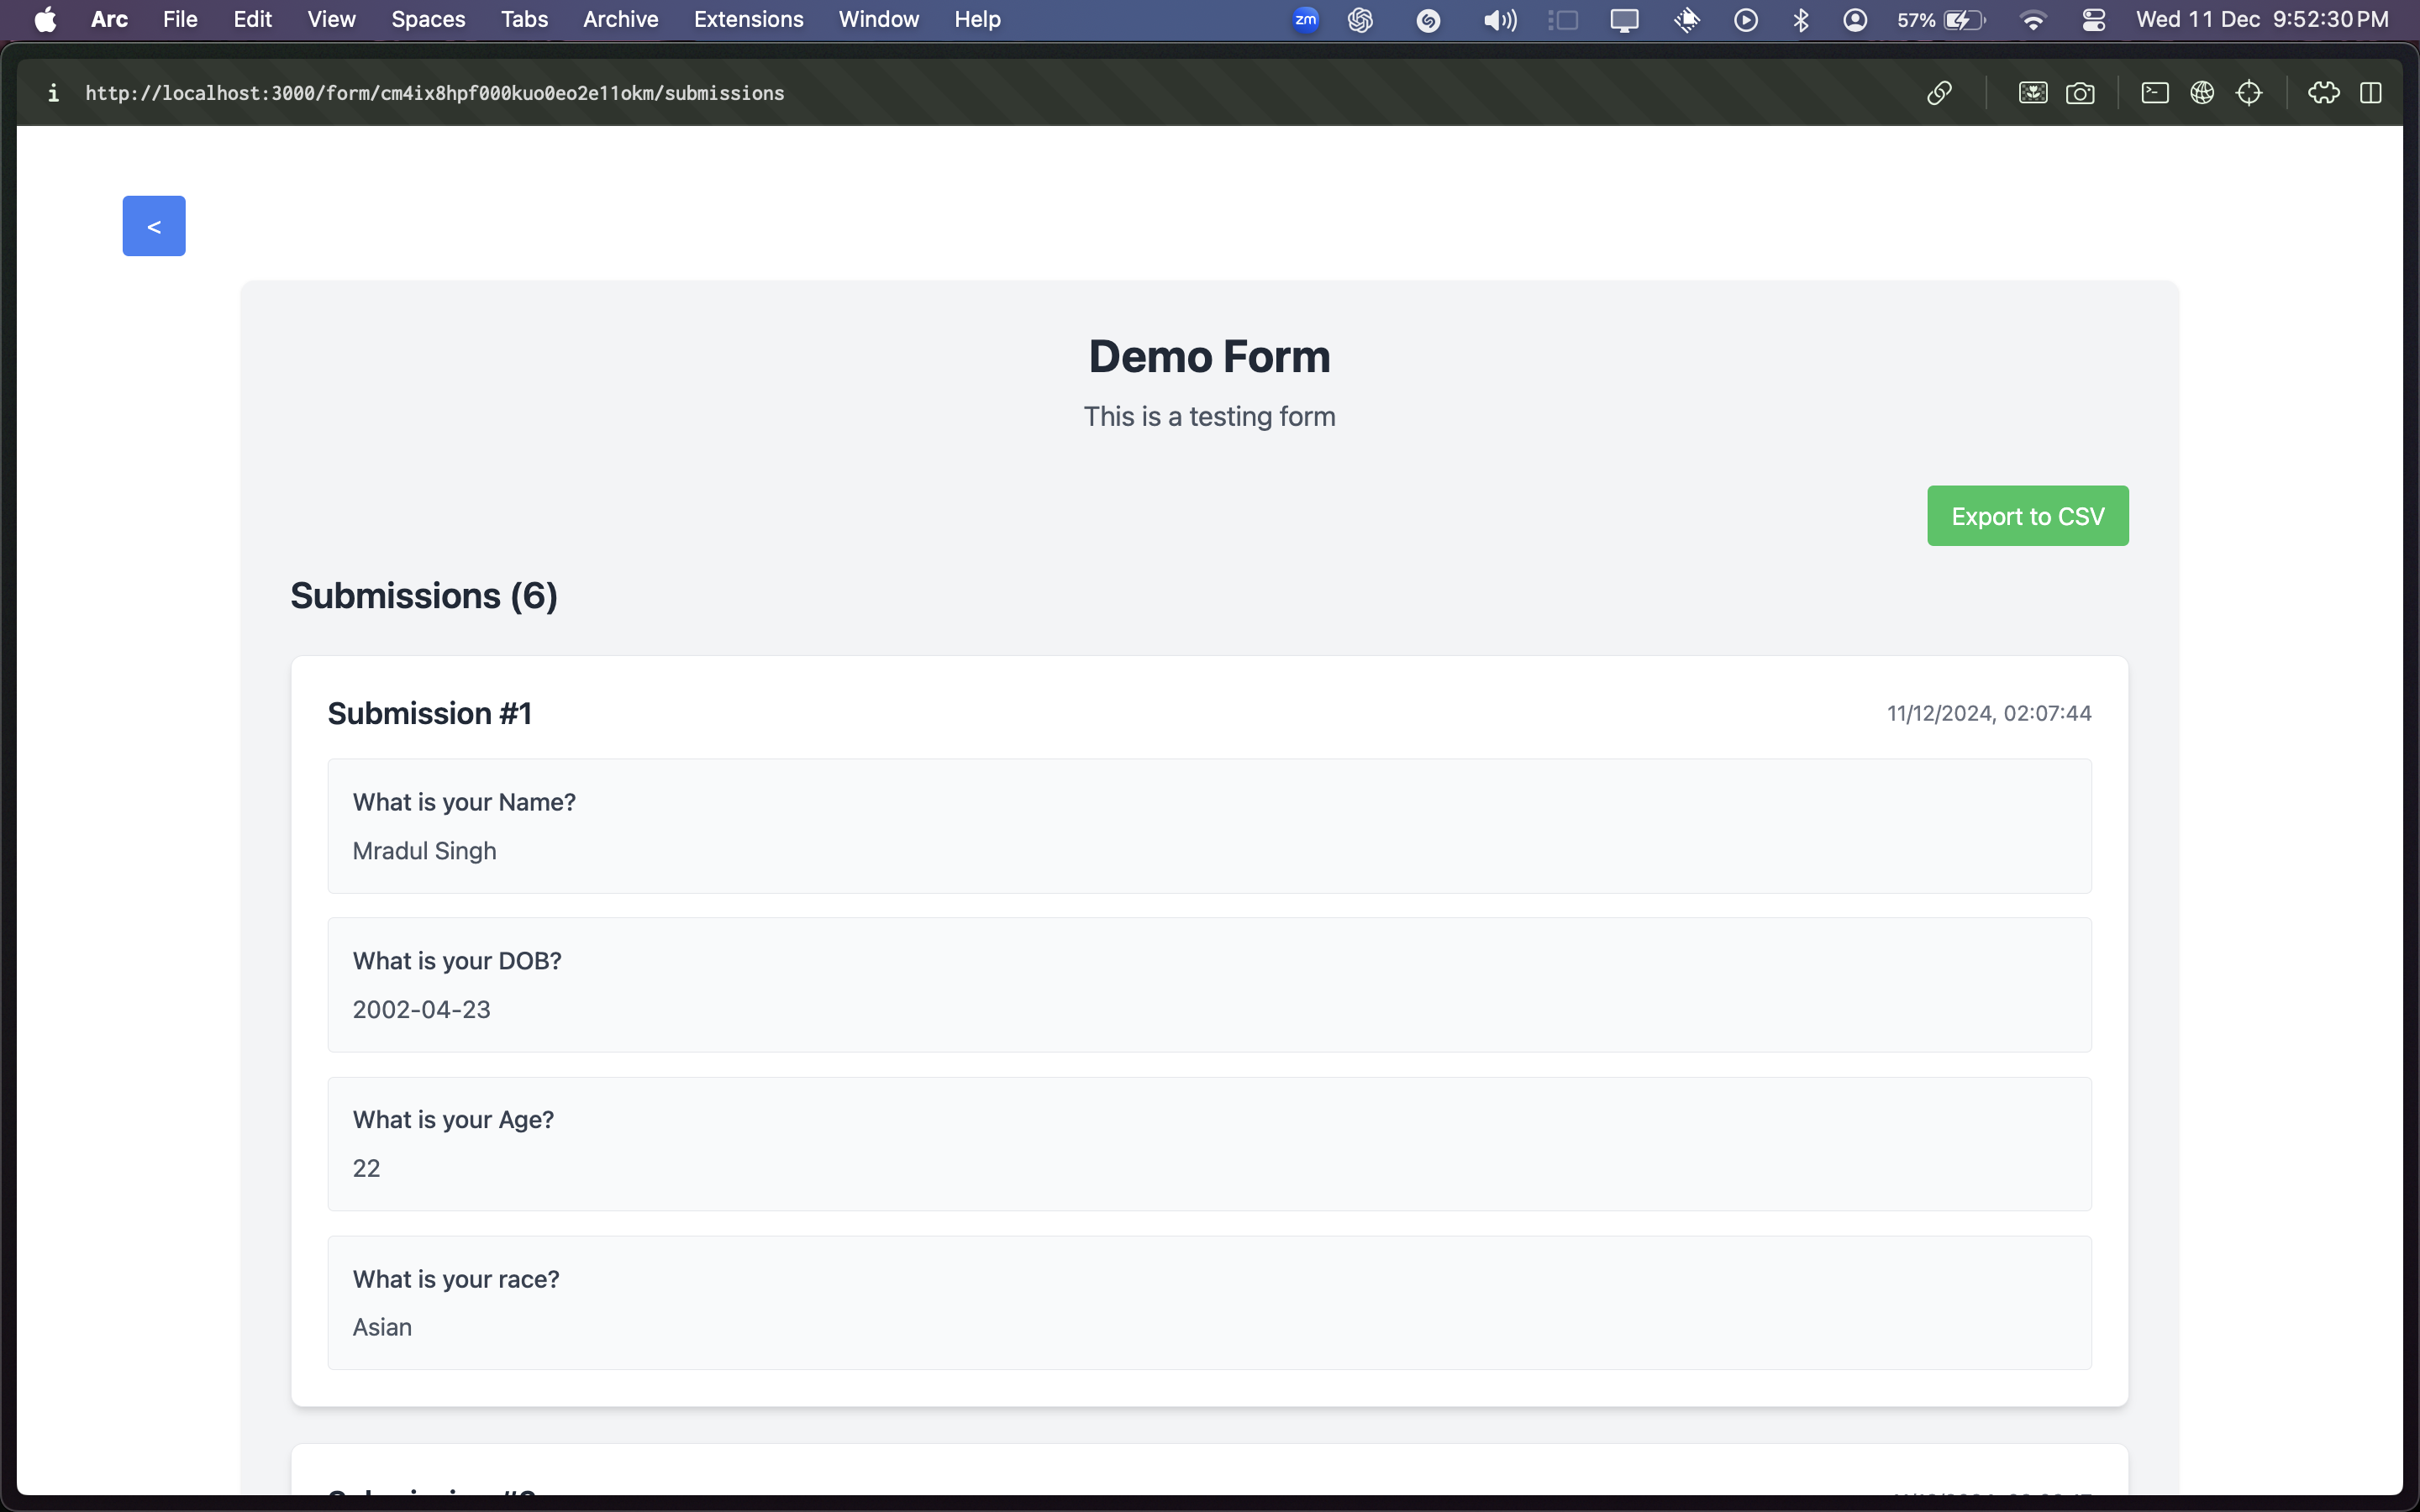 Arc File Edit View Spaces Tabs Archive Extensions Window Help zm 57% Wed 11 Dec 9:52:30 PM
http://localhost:3000/form/cm4ix8hpf000kuo0eo2e11okm/submissions
<
Demo Form
This is a testing form
Export to CSV
Submissions (6)
Submission #1 11/12/2024, 02:07:44
What is your Name?
Mradul Singh
What is your DOB?
2002-04-23
What is your Age?
22
What is your race?
Asian